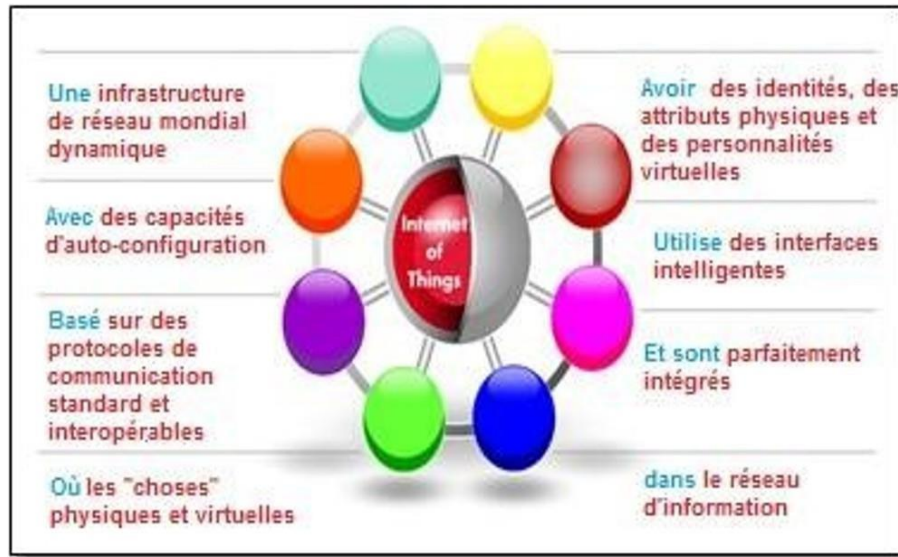 Une infrastructure
de réseau mondial
dynamique
Avec des capacités
d'auto-configuration
Basé sur des
protocoles de
communication
standard et
interopérables
Où les "choses"
physiques et virtuelles
Internet
of
Things
Avoir des identités, des
attributs physiques et
des personnalités
virtuelles
Utilise des interfaces
intelligentes
Et sont parfaitement
intégrés
dans le réseau
d'information